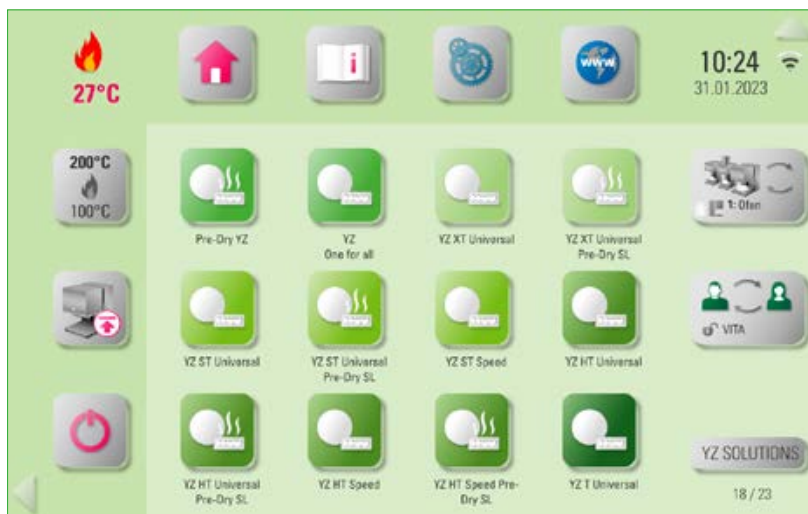 27°C
i
WWW
10:24
31.01.2023
200°C
100°C
1: Ofen
Pre-Dry YZ
YZ
One for all
YZ XT Universal
YZ XT Universal
Pre-Dry SL
YZ ST Universal
YZ ST Universal
Pre-Dry SL
YZ ST Speed
YZ HT Universal
VITA
YZ HT Universal
Pre-Dry SL
YZ HT Speed
YZ HT Speed Pre-
Dry SL
YZ T Universal
YZ SOLUTIONS
18 / 23